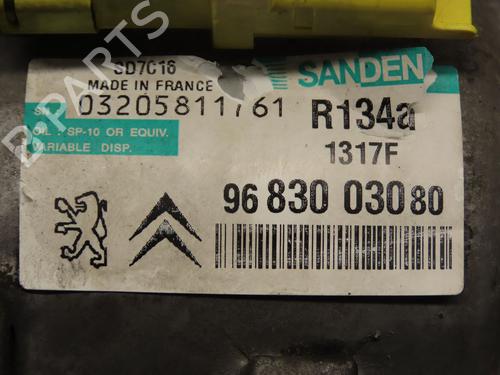 SD7C16
SANDEN
MADE IN FRANCE
03205811761
R134a
OIL : SP-10 OR EQUIV.
VARIABLE DISP.
1317F
96 830 030 80
B-PARTS